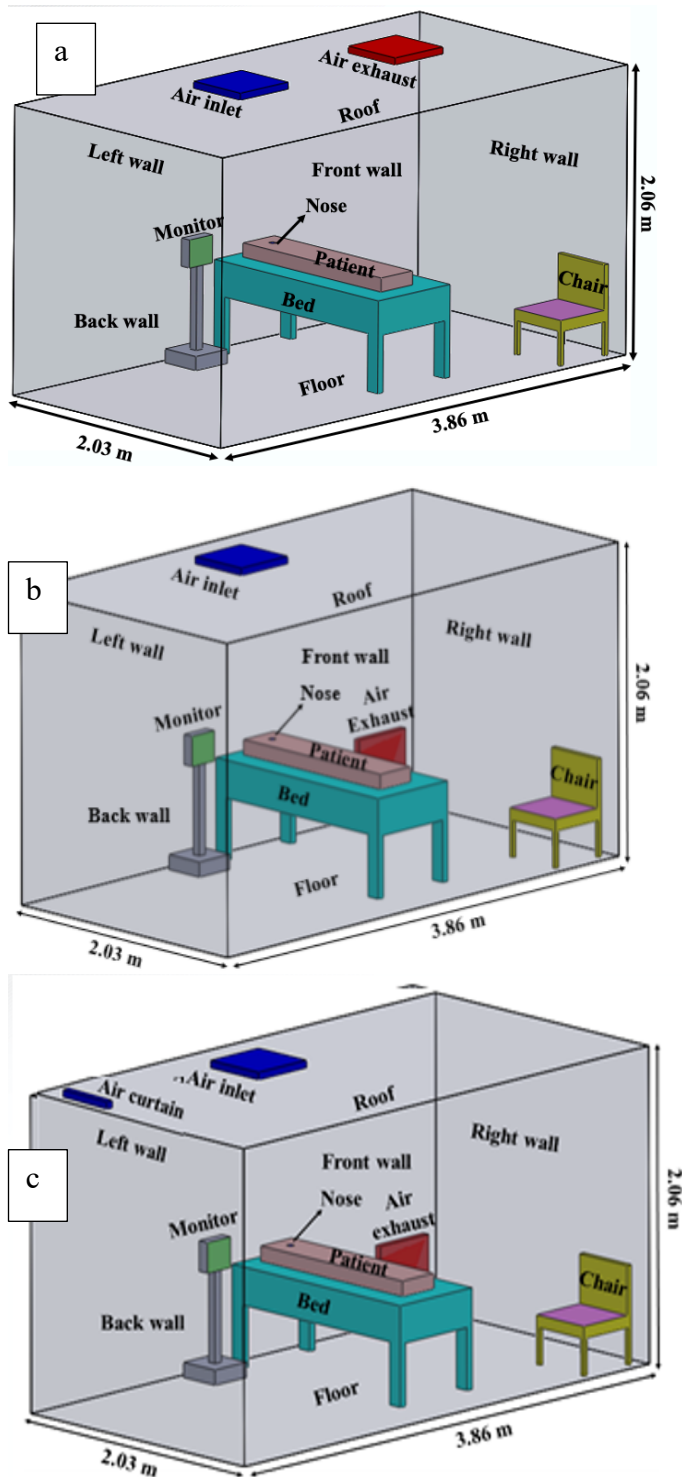 a
Air exhaust
Air inlet
Roof
Left wall
Right wall
Front wall
Nose
Monitor
Patient
Chair
Bed
Back wall
Floor
2.06 m
3.86 m
2.03 m
b
Air inlet
Roof
Left wall
Right wall
Front wall
Nose
Air
Exhaust
Monitor
Patient
Chair
Bed
Back wall
Floor
2.06 m
3.86 m
2.03 m
c
Air inlet
Air curtain
Roof
Left wall
Right wall
Front wall
Nose
Air
exhaust
Monitor
Patient
Chair
Bed
Back wall
Floor
2.06 m
3.86 m
2.03 m